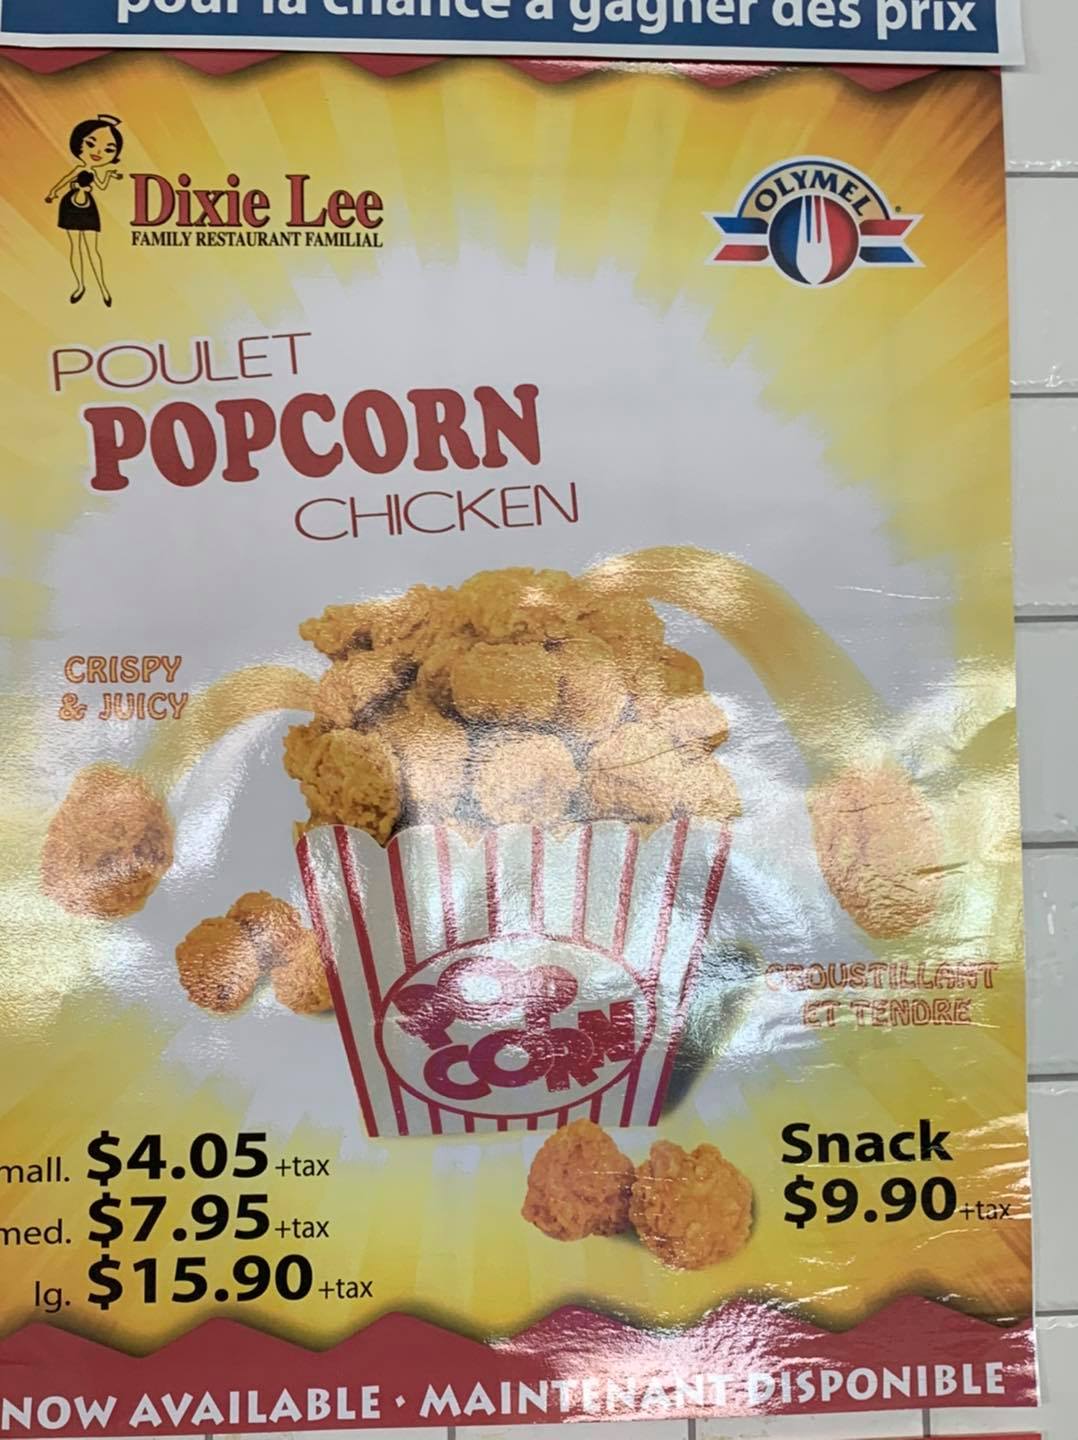 pour la chance à gagner des prix
Dixie Lee
FAMILY RESTAURANT FAMILIAL
OLYMEL
POULET
POPCORN
CHICKEN
CRISPY
& JUICY
CROUSTILLANT
ET TENDRE
POP
CORN
mall. $4.05 +tax
med. $7.95 +tax
lg. $15.90 +tax
Snack
$9.90 +tax
NOW AVAILABLE · MAINTENANT DISPONIBLE